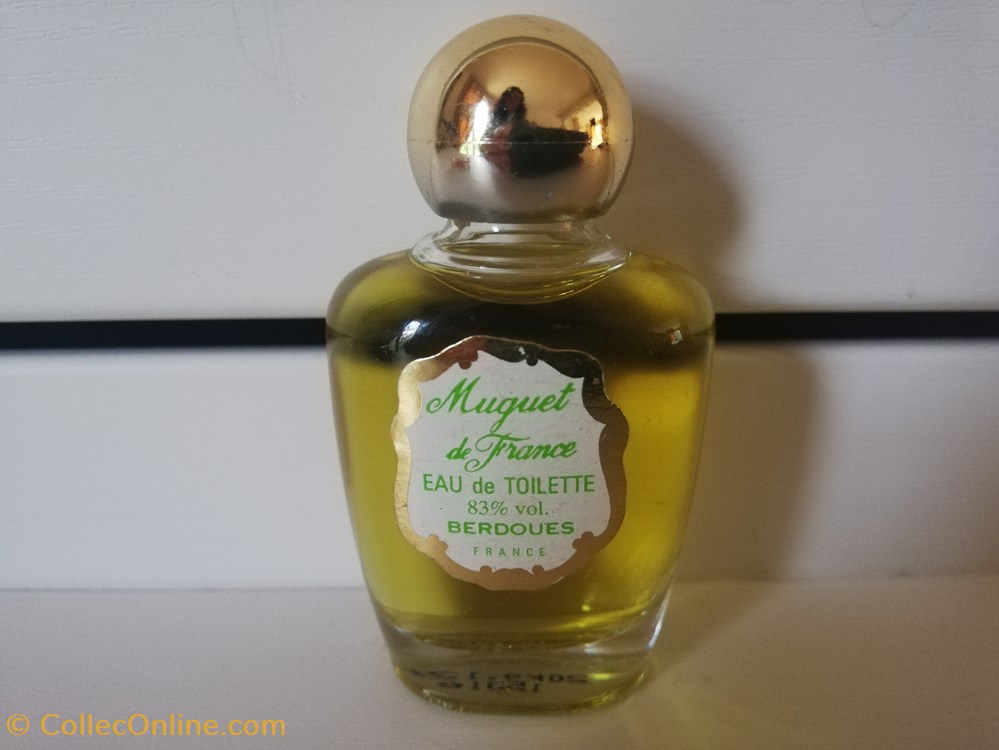 Muguet
de France
EAU de TOILETTE
83% vol.
BERDOUES
FRANCE
© CollecOnline.com